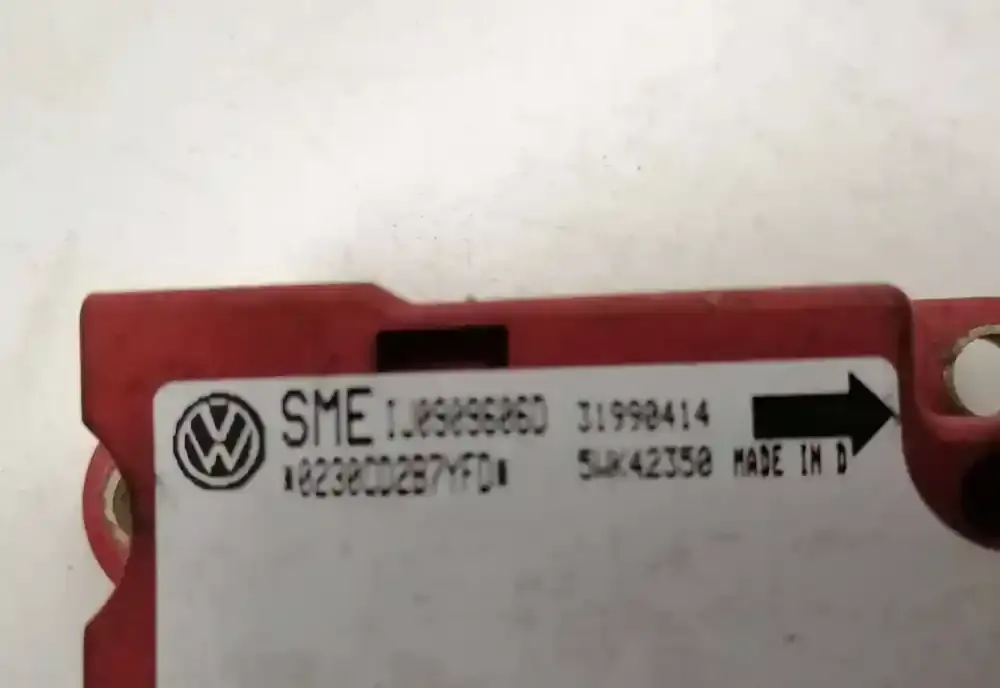 SME 1J0909606D 31990414
*0230CD2B7YFD* 5WK42350 MADE IN D